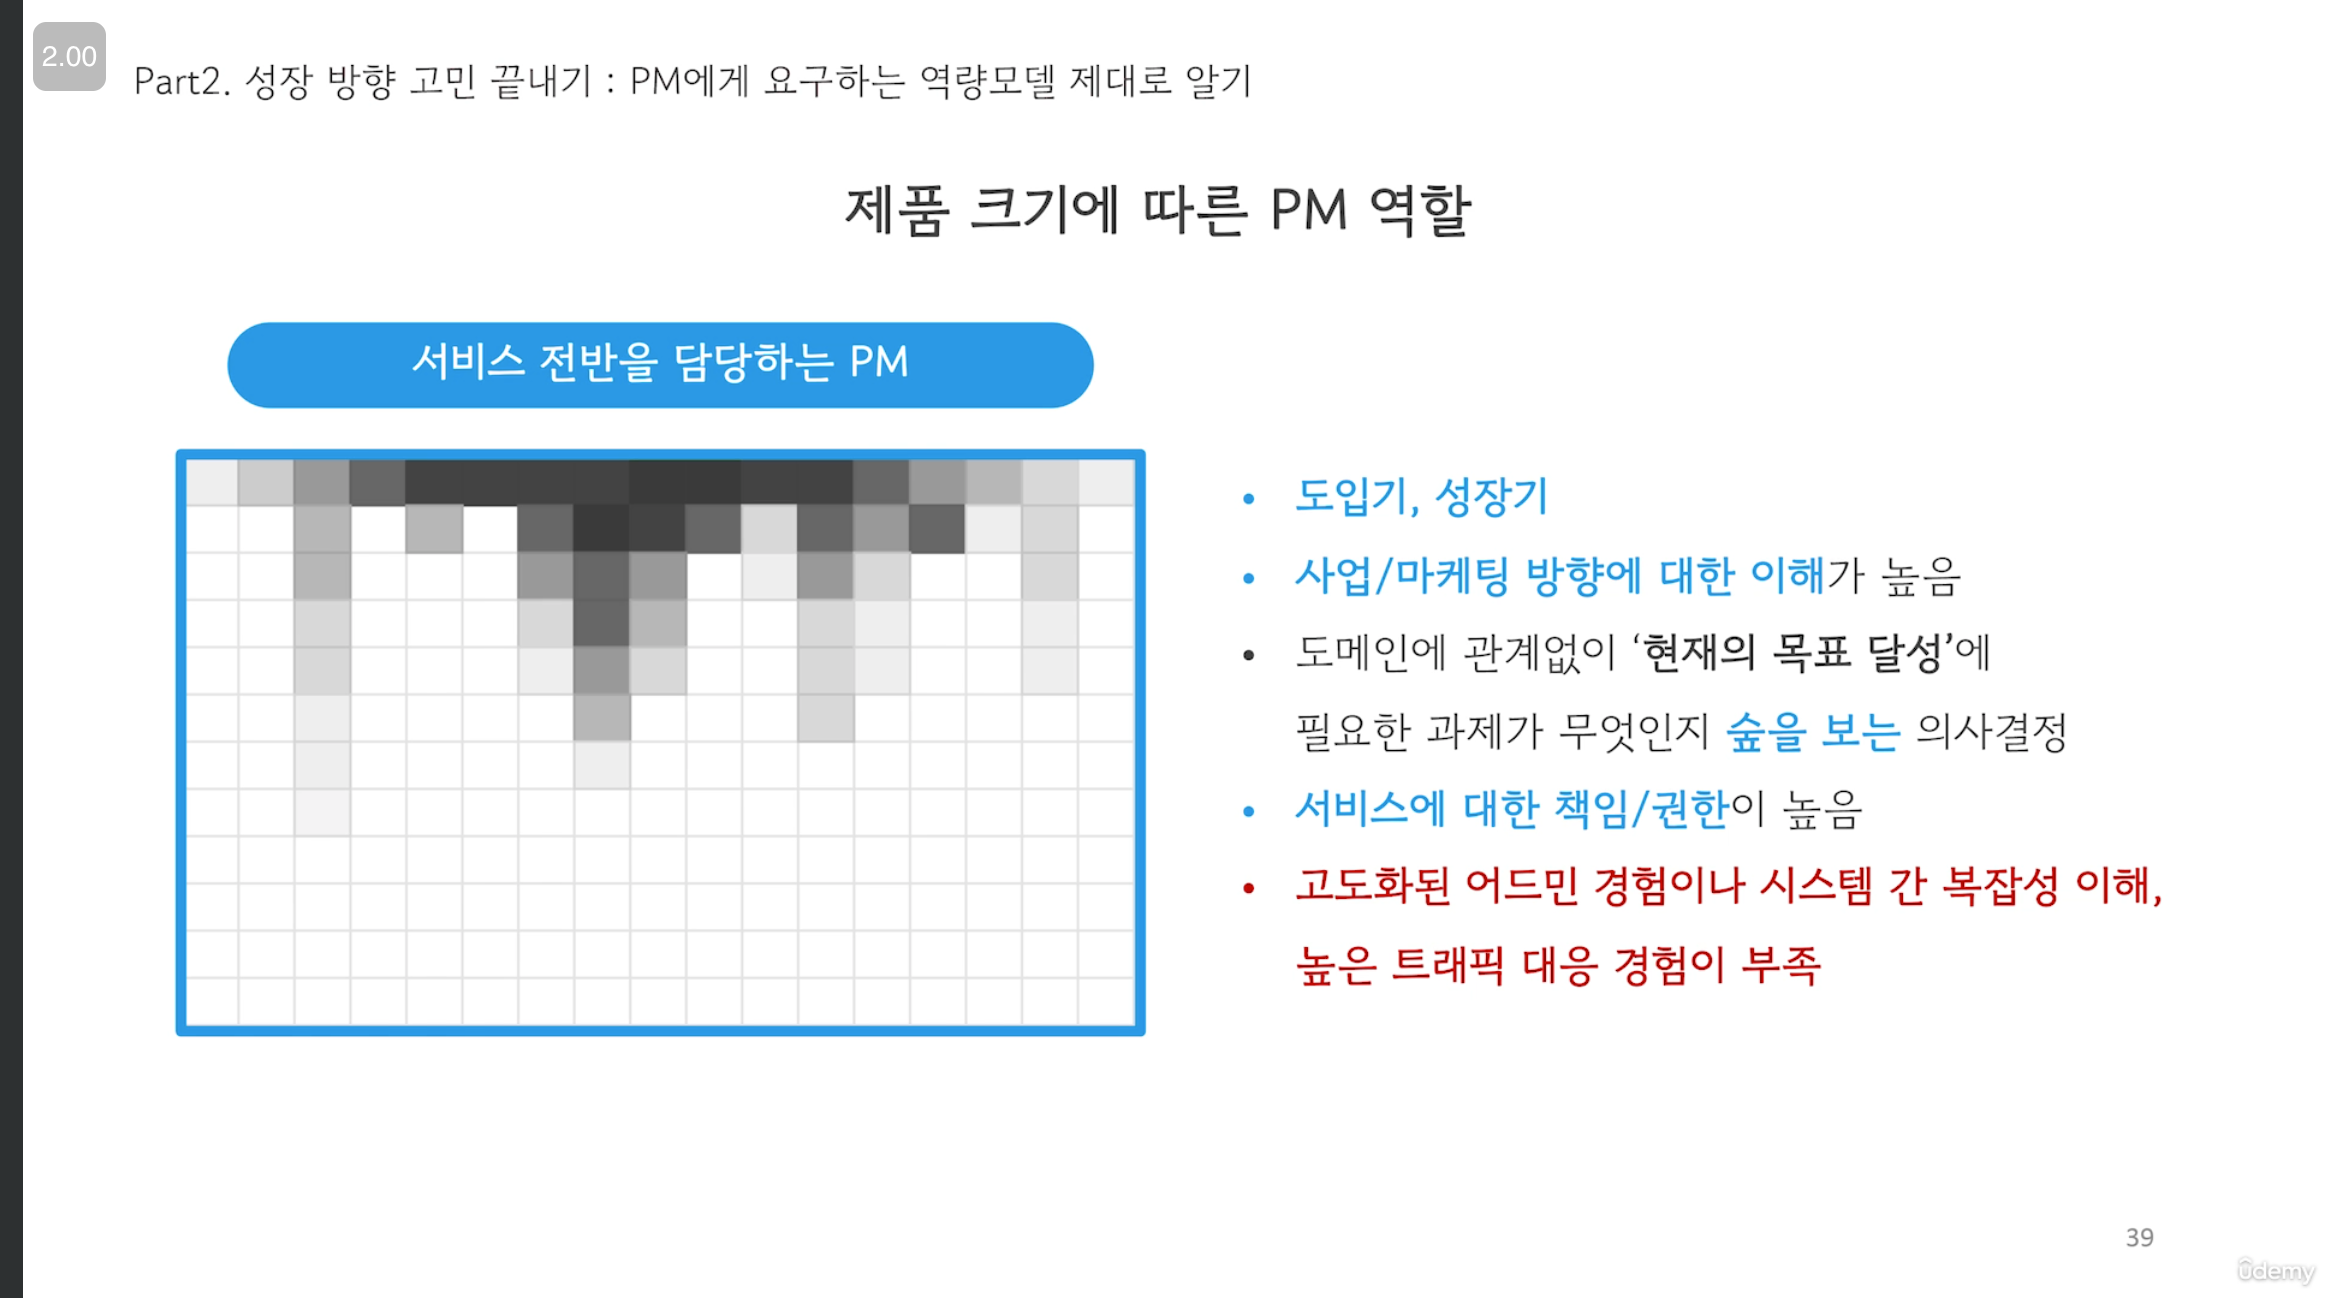 2.00
Part2. 성장 방향 고민 끝내기 : PM에게 요구하는 역량모델 제대로 알기
제품 크기에 따른 PM 역할
서비스 전반을 담당하는 PM
• 도입기, 성장기
• 사업/마케팅 방향에 대한 이해가 높음
• 도메인에 관계없이 ‘현재의 목표 달성’에
필요한 과제가 무엇인지 숲을 보는 의사결정
• 서비스에 대한 책임/권한이 높음
• 고도화된 어드민 경험이나 시스템 간 복잡성 이해,
높은 트래픽 대응 경험이 부족
39
ûdemy